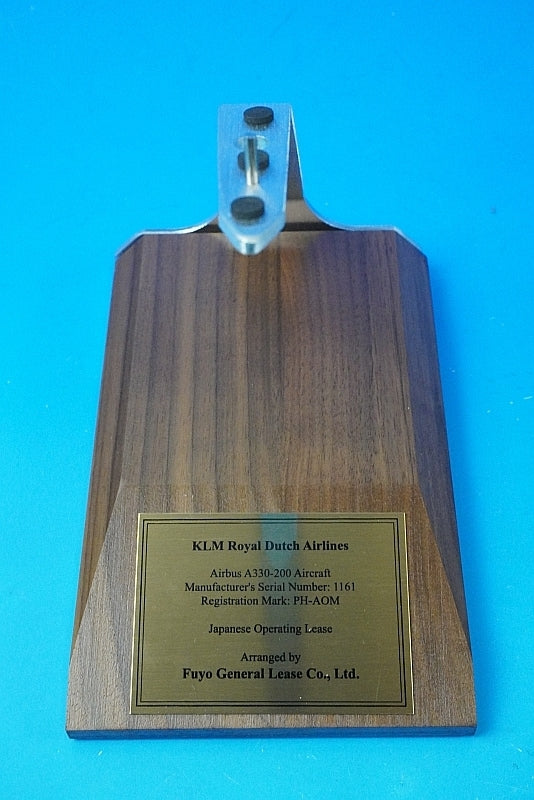 KLM Royal Dutch Airlines
Airbus A330-200 Aircraft
Manufacturer's Serial Number: 1161
Registration Mark: PH-AOM
Japanese Operating Lease
Arranged by
Fuyo General Lease Co., Ltd.